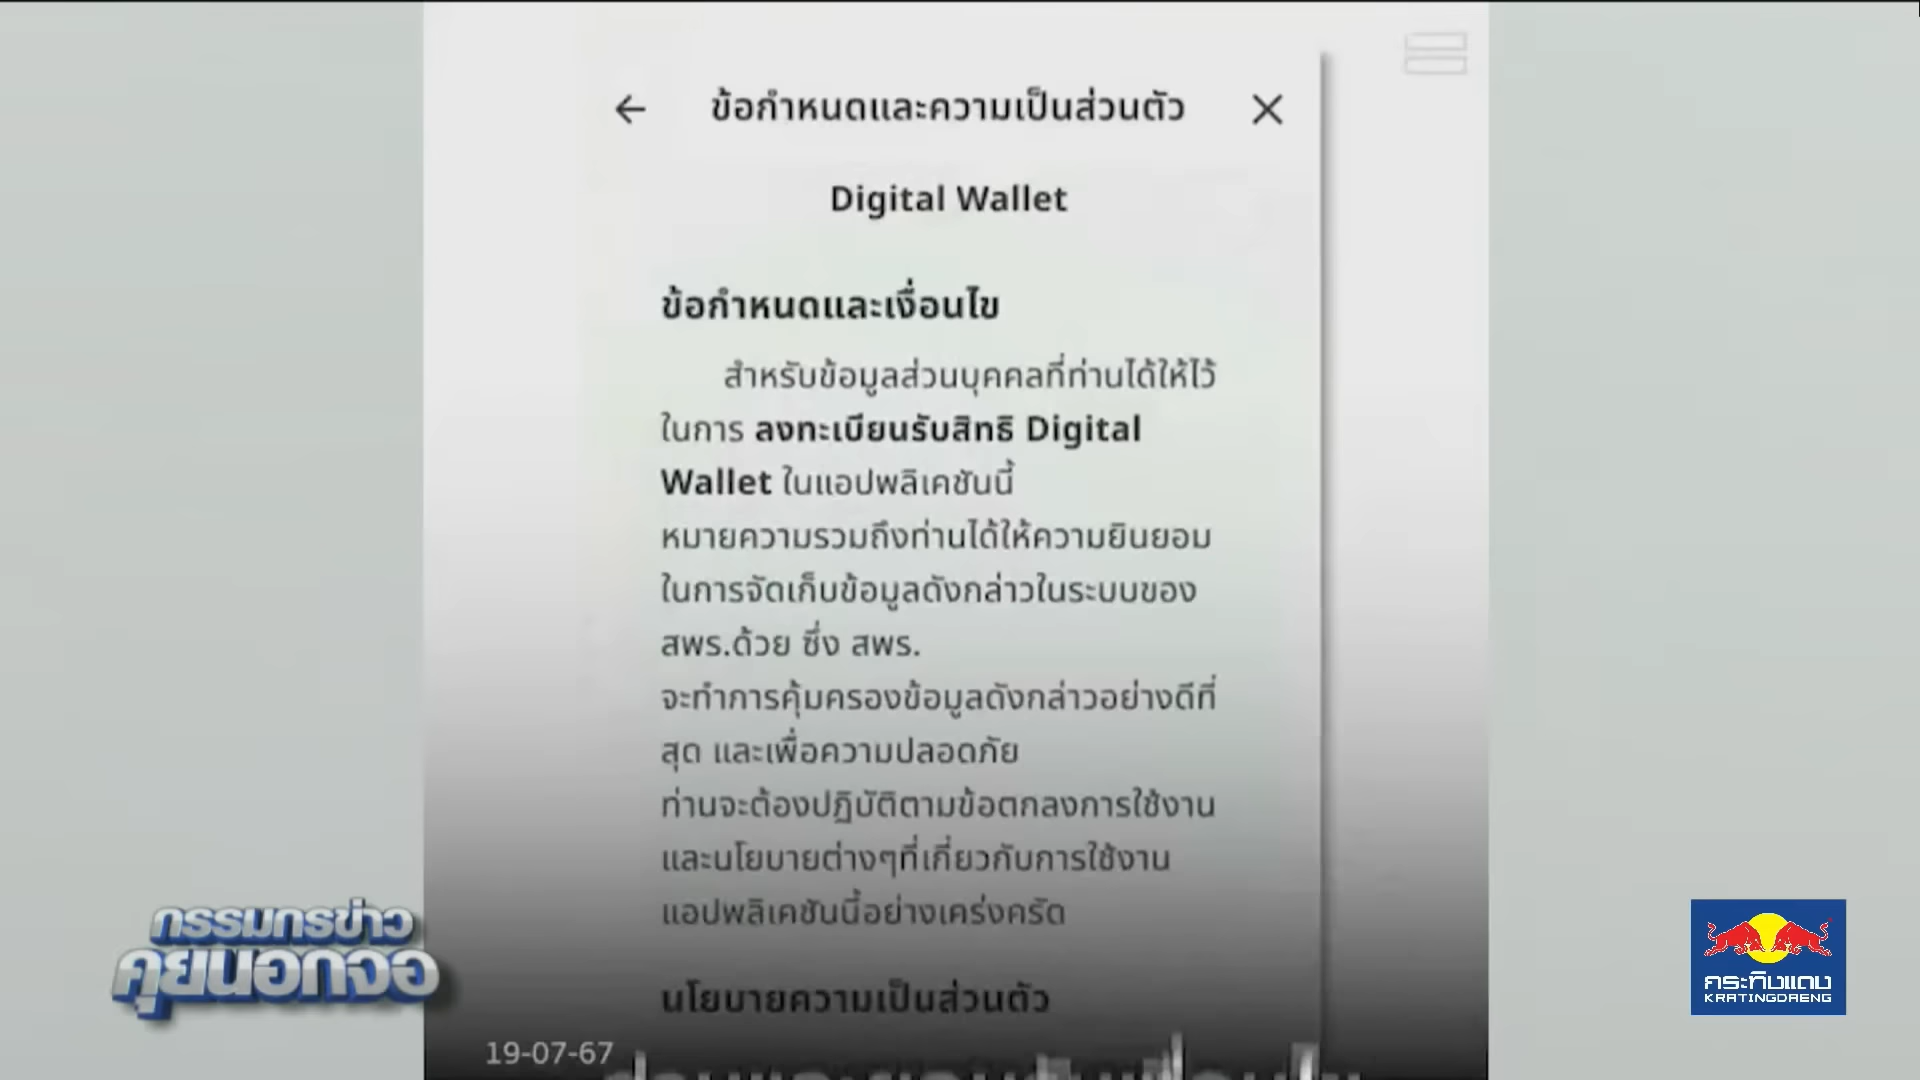 ข้อกำหนดและความเป็นส่วนตัว
Digital Wallet
ข้อกำหนดและเงื่อนไข
สำหรับข้อมูลส่วนบุคคลที่ท่านได้ให้ไว้
ในการ ลงทะเบียนรับสิทธิ Digital
Wallet ในแอปพลิเคชันนี้
หมายความรวมถึงท่านได้ให้ความยินยอม
ในการจัดเก็บข้อมูลดังกล่าวในระบบของ
สพร.ด้วย ซึ่ง สพร.
จะทำการคุ้มครองข้อมูลดังกล่าวอย่างดีที่
สุด และเพื่อความปลอดภัย
ท่านจะต้องปฏิบัติตามข้อตกลงการใช้งาน
และนโยบายต่างๆที่เกี่ยวกับการใช้งาน
แอปพลิเคชันนี้อย่างเคร่งครัด
นโยบายความเป็นส่วนตัว
19-07-67
กรรมกรข่าว
คุยนอกจอ
กระทิงแดง
KRATINGDAENG